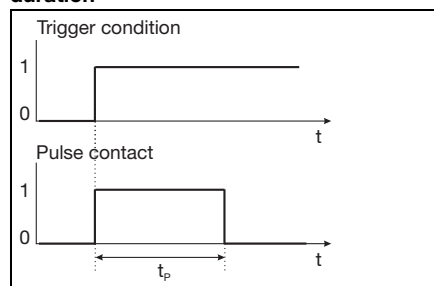 duration
Trigger condition
1
0
t
Pulse contact
1
0
t
tP